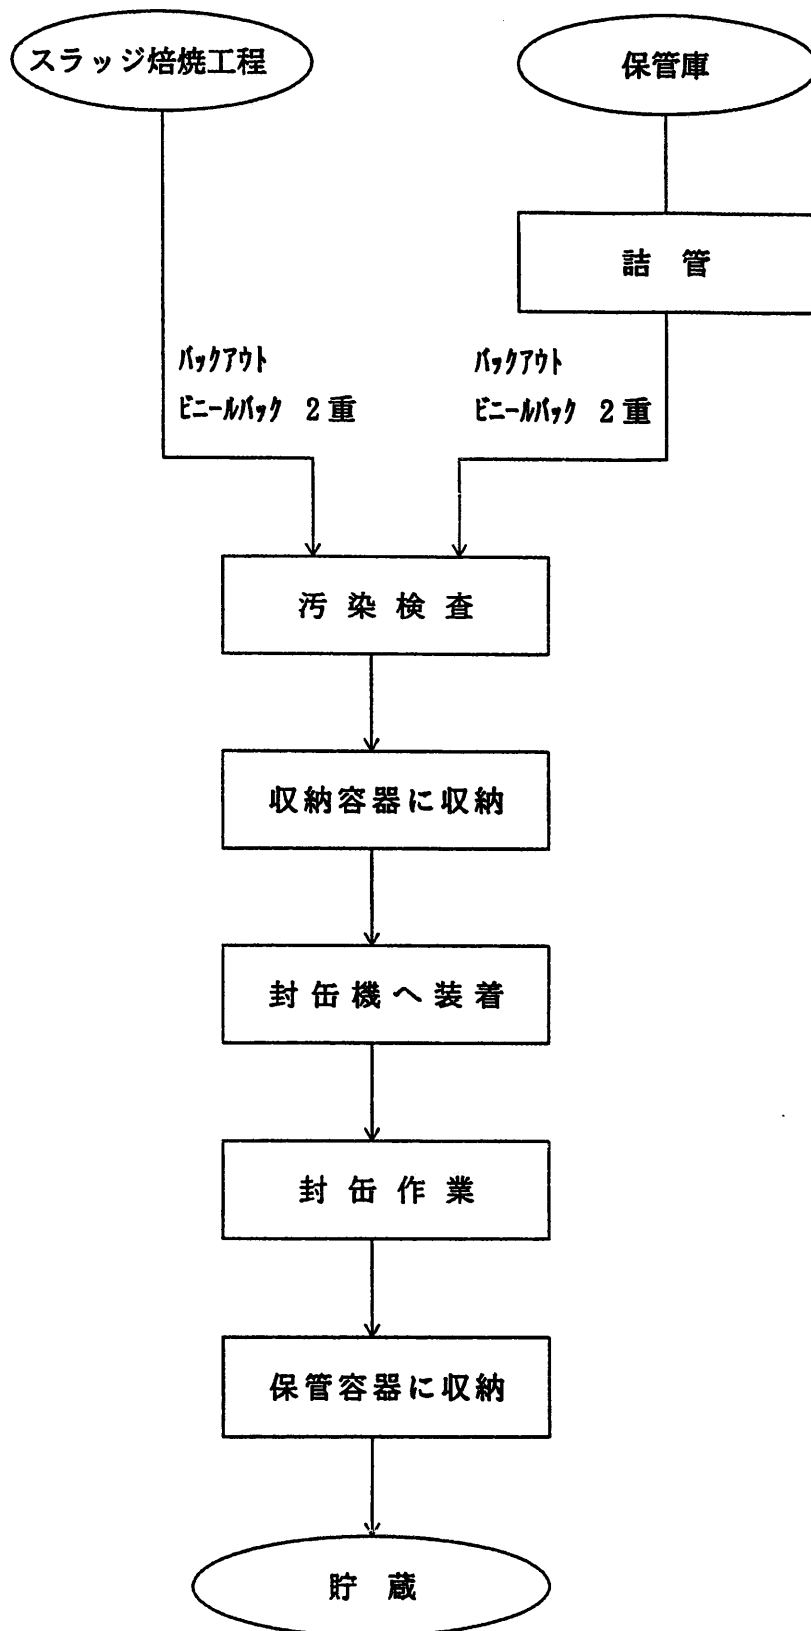 スラッジ焙焼工程
保管庫
詰 管
バックアウト
ビニールバック 2重
バックアウト
ビニールバック 2重
汚染検査
収納容器に収納
封缶機へ装着
封缶作業
保管容器に収納
貯 蔵